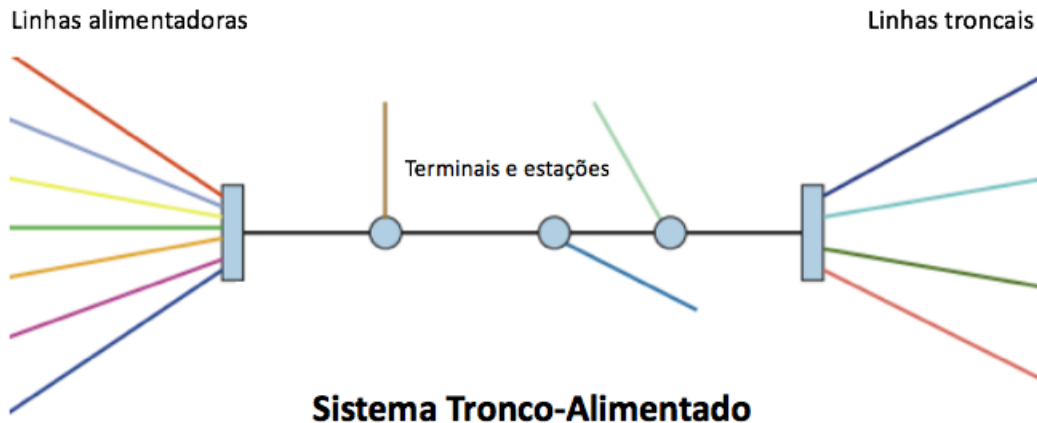 Linhas alimentadoras
Linhas troncais
Terminais e estações
Sistema Tronco-Alimentado